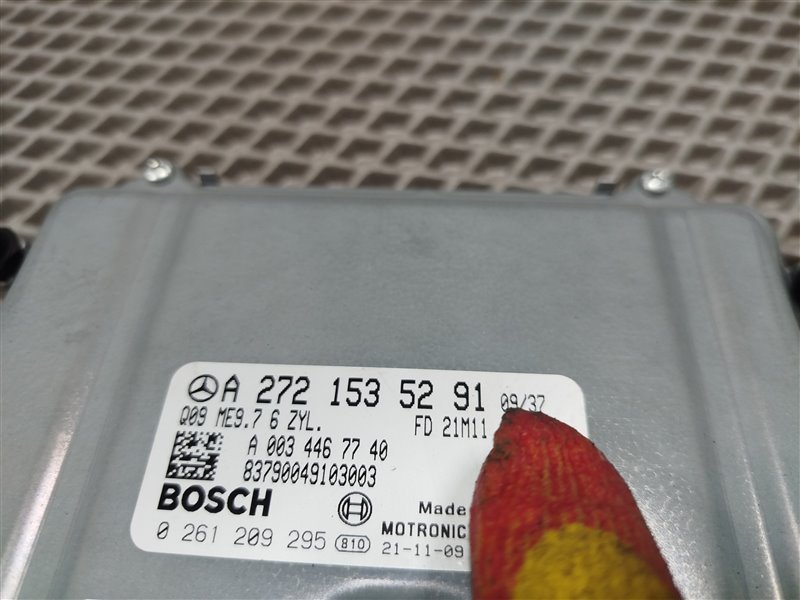 A 272 153 52 91 09/37
Q09 ME9.7 6 ZYL. FD 21M11
A 003 446 77 40
83790049103003
BOSCH Made
0 261 209 295 810 MOTRONIC
21-11-09